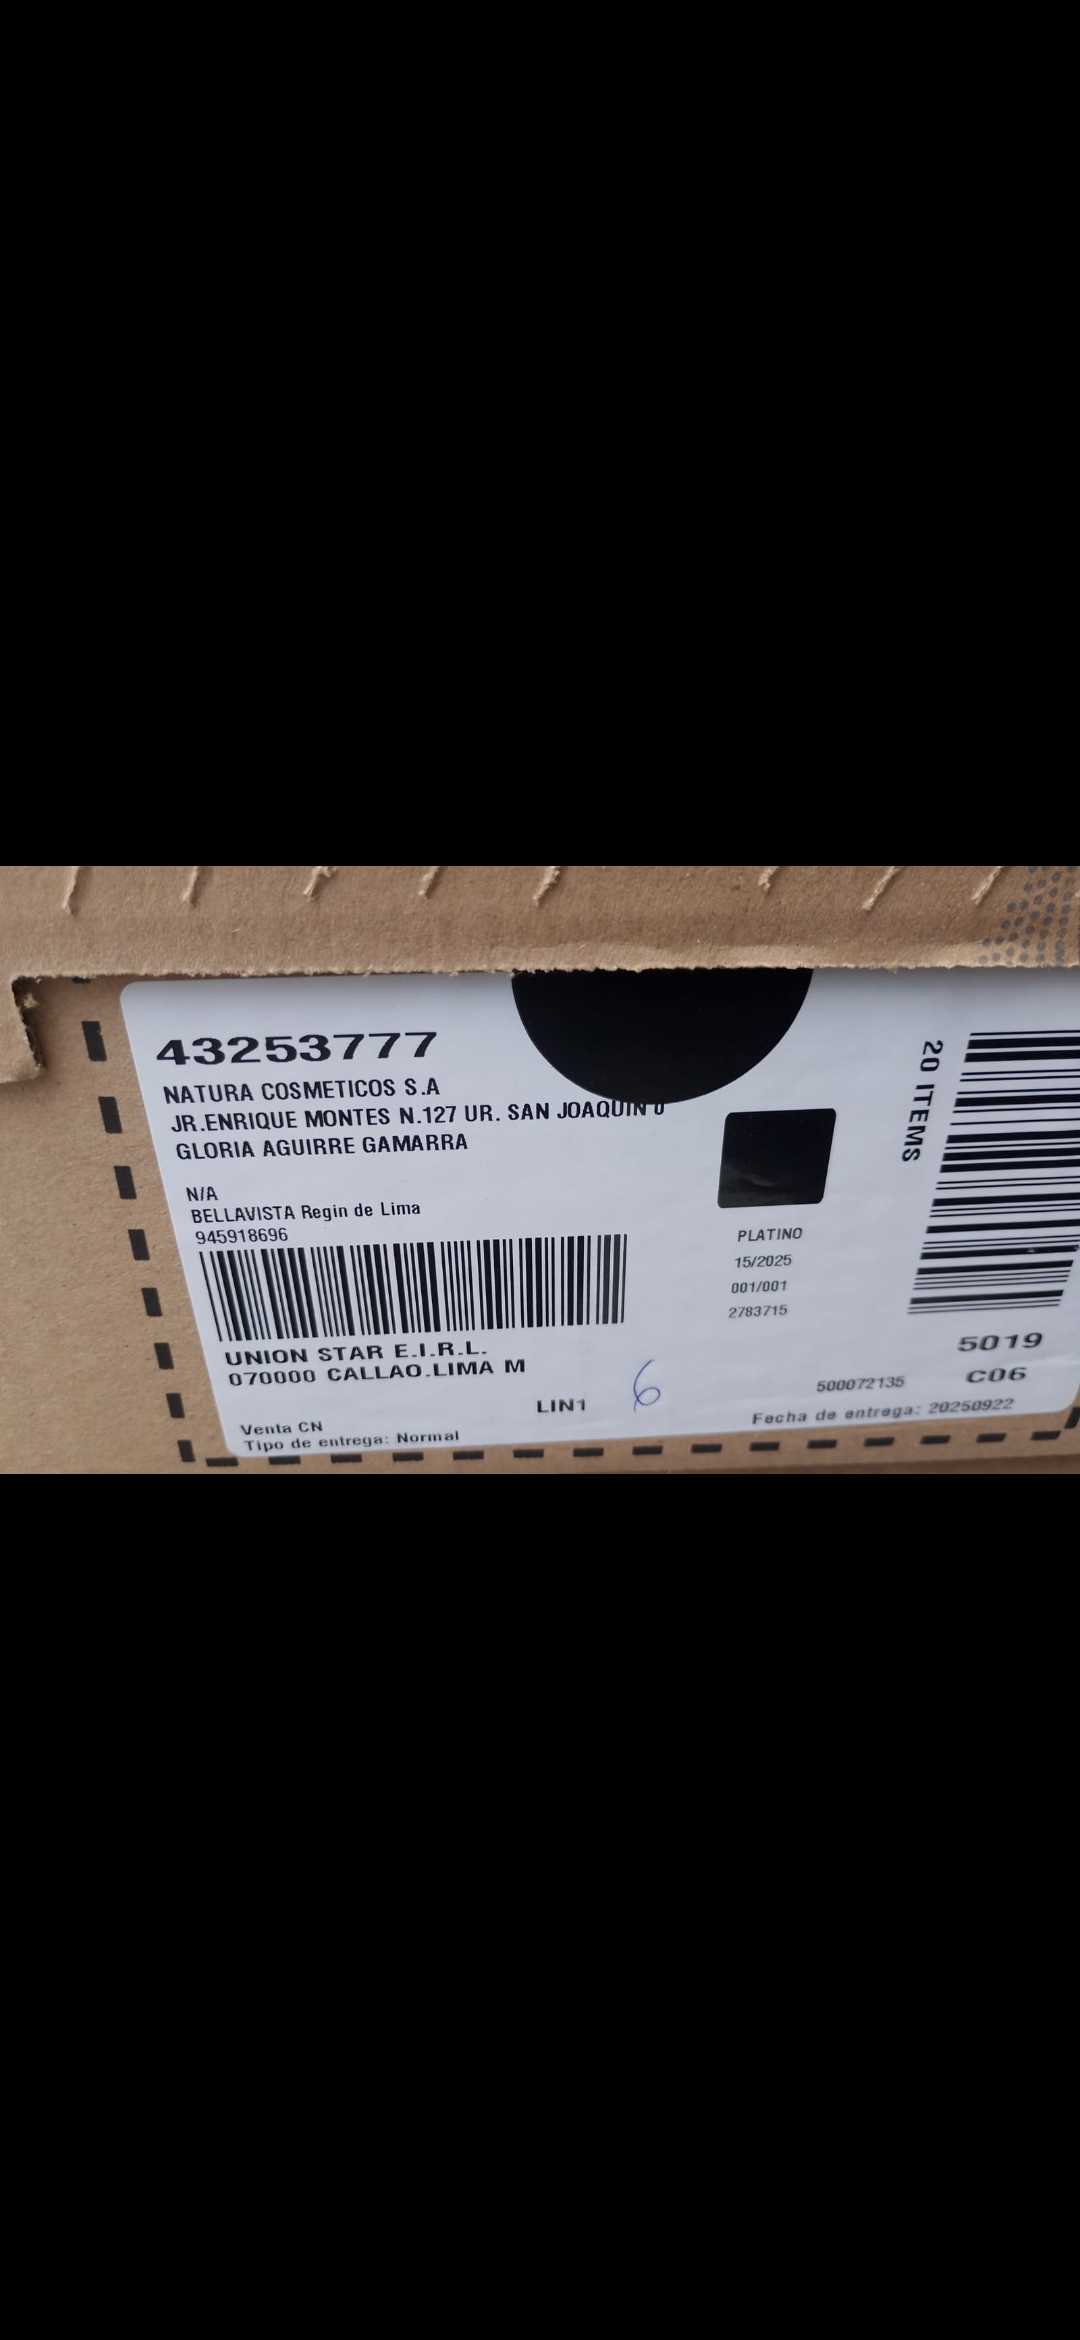 43253777
NATURA COSMETICOS S.A
JR.ENRIQUE MONTES N.127 UR. SAN JOAQUIN
GLORIA AGUIRRE GAMARRA
N/A
BELLAVISTA Regin de Lima
945918696
UNION STAR E.I.R.L.
070000 CALLAO.LIMA M
LIN1
6
Venta CN
Tipo de entrega: Normal
PLATINO
15/2025
001/001
2783715
20 ITEMS
5019
C06
500072135
Fecha de entrega: 20250922